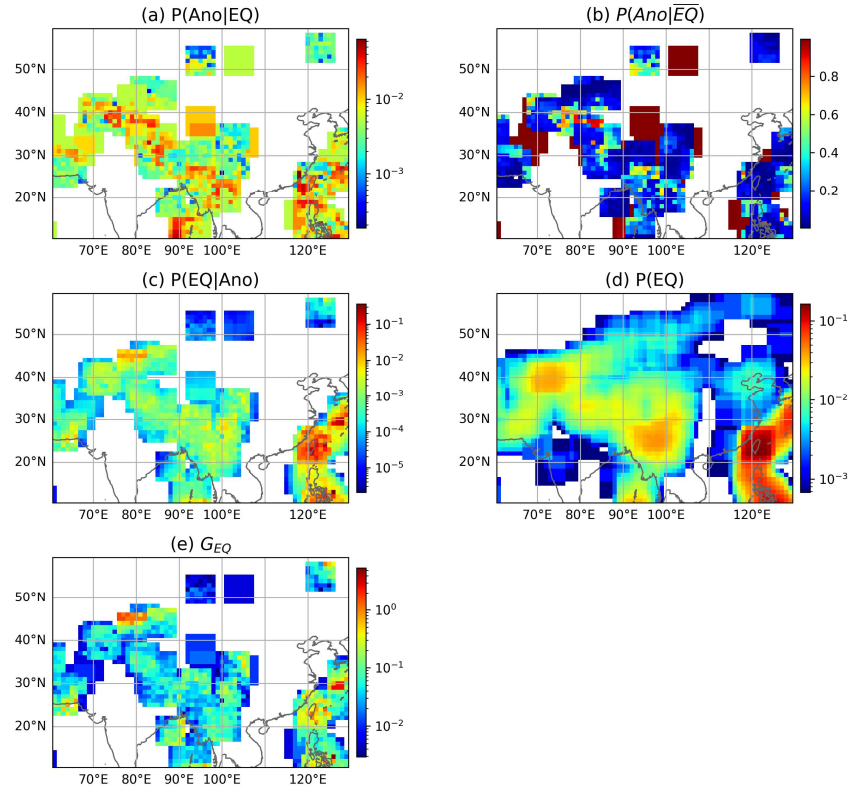 (a) P(Ano|EQ)
50°N
40°N
30°N
20°N
70°E 80°E 90°E 100°E 120°E
10⁻²
10⁻³
(b) P(Ano|E̅Q̅)
50°N
40°N
30°N
20°N
70°E 80°E 90°E 100°E 120°E
0.8
0.6
0.4
0.2
(c) P(EQ|Ano)
50°N
40°N
30°N
20°N
70°E 80°E 90°E 100°E 120°E
10⁻¹
10⁻²
10⁻³
10⁻⁴
10⁻⁵
(d) P(EQ)
50°N
40°N
30°N
20°N
70°E 80°E 90°E 100°E 120°E
10⁻¹
10⁻²
10⁻³
(e) G_EQ
50°N
40°N
30°N
20°N
70°E 80°E 90°E 100°E 120°E
10⁰
10⁻¹
10⁻²